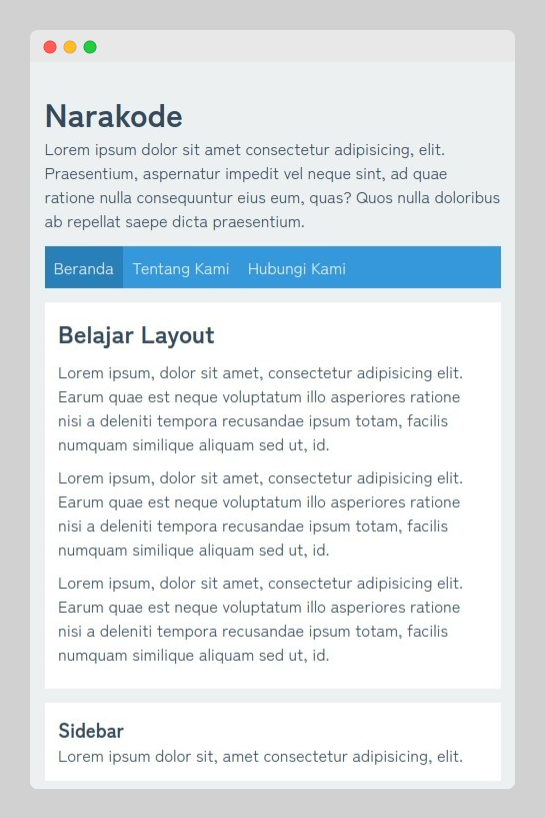 Narakode
Lorem ipsum dolor sit amet consectetur adipisicing, elit.
Praesentium, aspernatur impedit vel neque sint, ad quae
ratione nulla consequuntur eius eum, quas? Quos nulla doloribus
ab repellat saepe dicta praesentium.
Beranda Tentang Kami Hubungi Kami
Belajar Layout
Lorem ipsum, dolor sit amet, consectetur adipisicing elit.
Earum quae est neque voluptatum illo asperiores ratione
nisi a deleniti tempora recusandae ipsum totam, facilis
numquam similique aliquam sed ut, id.
Lorem ipsum, dolor sit amet, consectetur adipisicing elit.
Earum quae est neque voluptatum illo asperiores ratione
nisi a deleniti tempora recusandae ipsum totam, facilis
numquam similique aliquam sed ut, id.
Lorem ipsum, dolor sit amet, consectetur adipisicing elit.
Earum quae est neque voluptatum illo asperiores ratione
nisi a deleniti tempora recusandae ipsum totam, facilis
numquam similique aliquam sed ut, id.
Sidebar
Lorem ipsum dolor sit, amet consectetur adipisicing, elit.